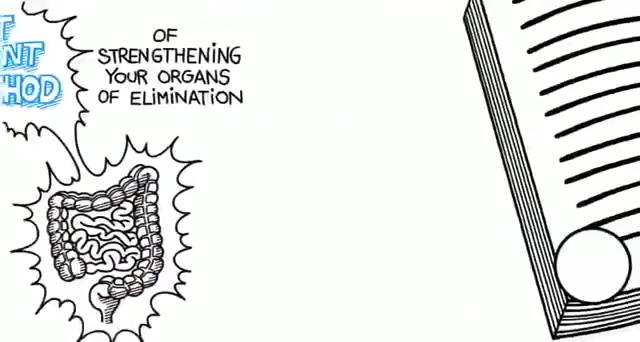 OF
STRENGTHENING
YOUR ORGANS
OF ELIMINATION